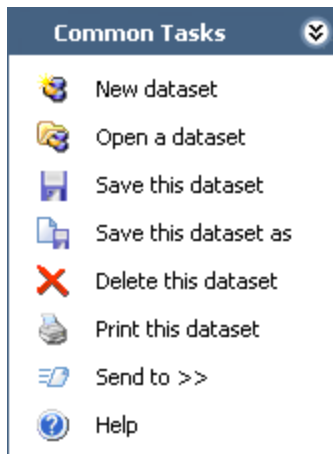 Common Tasks
New dataset
Open a dataset
Save this dataset
Save this dataset as
Delete this dataset
Print this dataset
Send to >>
Help